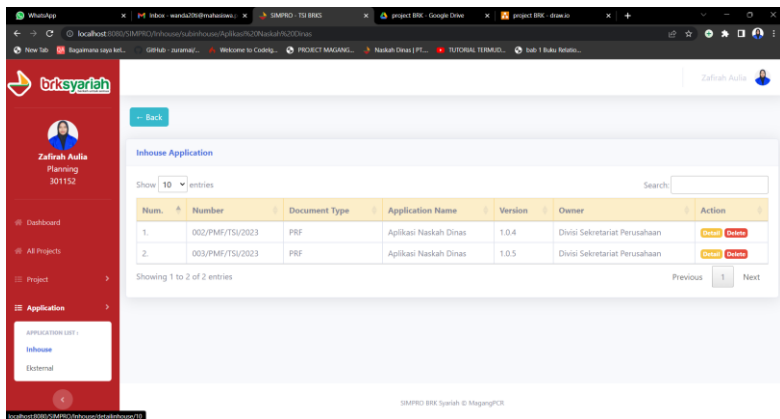 WhatsApp
Inbox - wanda20ti@mahasiswa.
SIMPRO - TSI BRKS
project BRK - Google Drive
project BRK - draw.io
localhost:8080/SIMPRO/Inhouse/subinhouse/Aplikasi%20Naskah%20Dinas
New Tab
Bagaimana saya kel...
GitHub - zuramai/...
Welcome to CodeIg...
PROJECT MAGANG...
Naskah Dinas | PT....
TUTORIAL TERMUD...
bab 1 Buku Relatio...
brksyariah
Zafirah Aulia
← Back
Zafirah Aulia
Planning
301152
Inhouse Application
Show 10 entries
Search:
Num. Number Document Type Application Name Version Owner Action
1. 002/PMF/TSI/2023 PRF Aplikasi Naskah Dinas 1.0.4 Divisi Sekretariat Perusahaan Detail Delete
2. 003/PMF/TSI/2023 PRF Aplikasi Naskah Dinas 1.0.5 Divisi Sekretariat Perusahaan Detail Delete
Showing 1 to 2 of 2 entries
Previous 1 Next
Dashboard
All Projects
Project
Application
APPLICATION LIST :
Inhouse
Eksternal
SIMPRO BRK Syariah © MagangPCR
localhost:8080/SIMPRO/Inhouse/detailinhouse/10